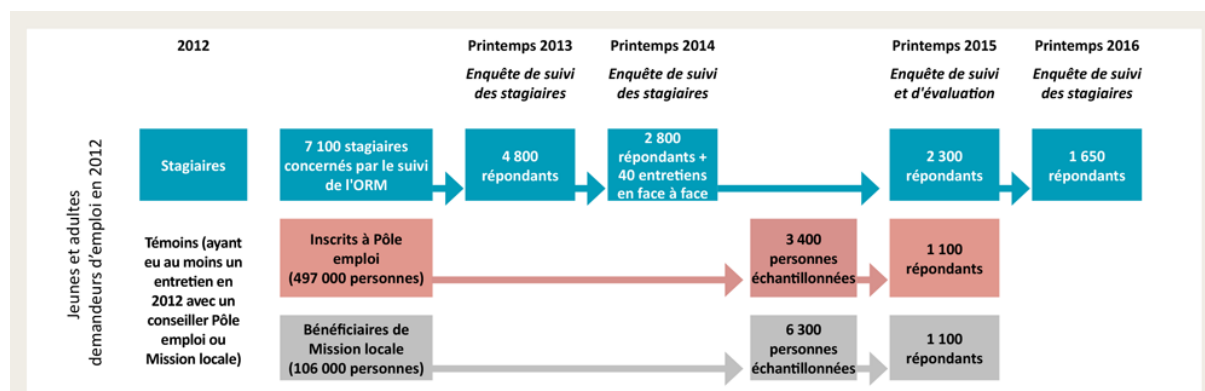 2012
Printemps 2013
Printemps 2014
Printemps 2015
Printemps 2016
Enquête de suivi
des stagiaires
Enquête de suivi
des stagiaires
Enquête de suivi
et d'évaluation
Enquête de suivi
des stagiaires
Jeunes et adultes
demandeurs d'emploi en 2012
Stagiaires
7 100 stagiaires
concernés par le suivi
de l'ORM
4 800
répondants
2 800
répondants +
40 entretiens
en face à face
2 300
répondants
1 650
répondants
Témoins (ayant
eu au moins un
entretien en
2012 avec un
conseiller Pôle
emploi ou
Mission locale)
Inscrits à Pôle
emploi
(497 000 personnes)
3 400
personnes
échantillonnées
1 100
répondants
Bénéficiaires de
Mission locale
(106 000 personnes)
6 300
personnes
échantillonnées
1 100
répondants